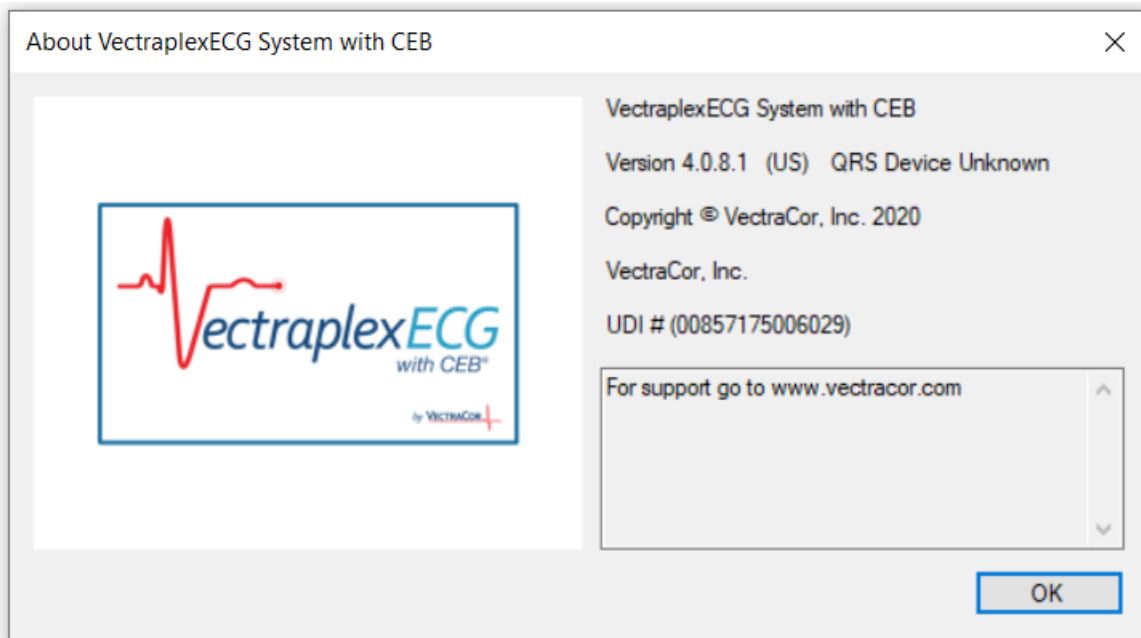 About VectraplexECG System with CEB
VectraplexECG System with CEB
Version 4.0.8.1 (US) QRS Device Unknown
Copyright © VectraCor, Inc. 2020
VectraCor, Inc.
UDI # (00857175006029)
VectraplexECG
with CEB®
by VECTRACOR
For support go to www.vectracor.com
OK